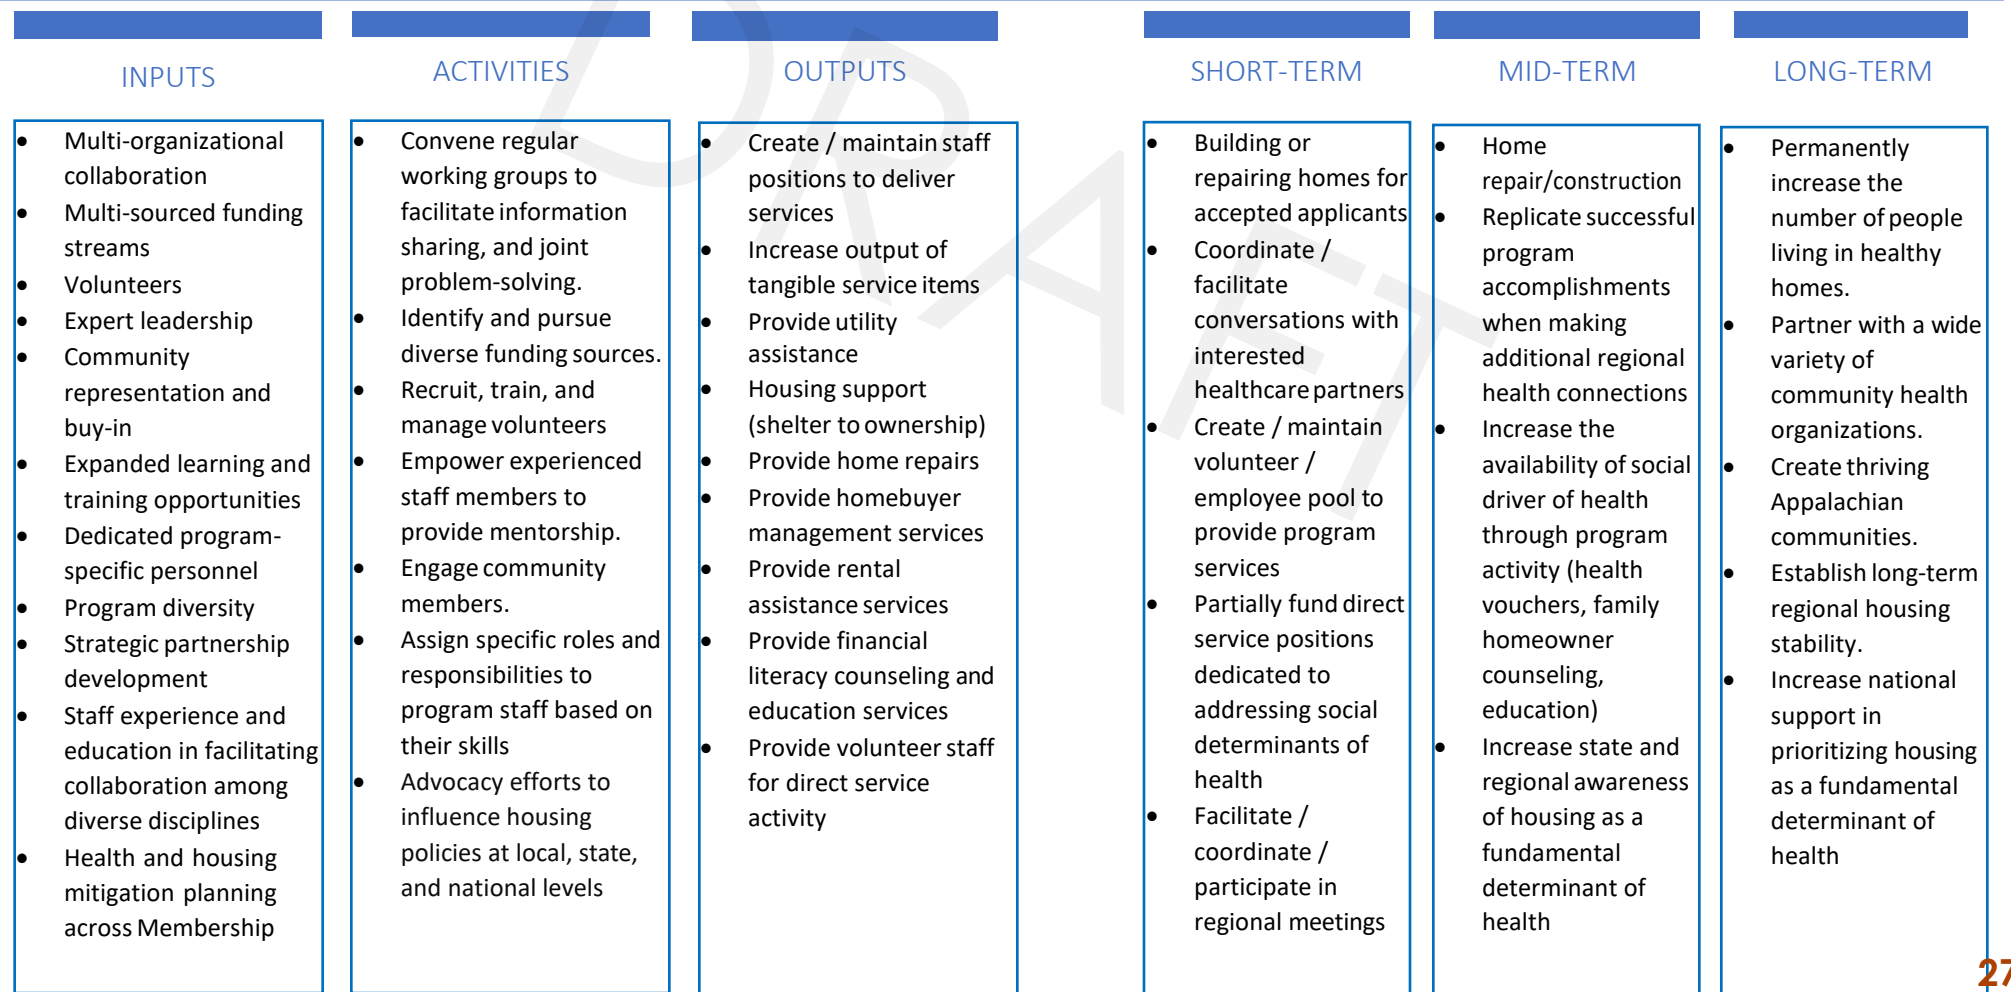 INPUTS
• Multi-organizational
collaboration
• Multi-sourced funding
streams
• Volunteers
• Expert leadership
• Community
representation and
buy-in
• Expanded learning and
training opportunities
• Dedicated program-
specific personnel
• Program diversity
• Strategic partnership
development
• Staff experience and
education in facilitating
collaboration among
diverse disciplines
• Health and housing
mitigation planning
across Membership
ACTIVITIES
• Convene regular
working groups to
facilitate information
sharing, and joint
problem-solving.
• Identify and pursue
diverse funding sources.
• Recruit, train, and
manage volunteers
• Empower experienced
staff members to
provide mentorship.
• Engage community
members.
• Assign specific roles and
responsibilities to
program staff based on
their skills
• Advocacy efforts to
influence housing
policies at local, state,
and national levels
OUTPUTS
• Create / maintain staff
positions to deliver
services
• Increase output of
tangible service items
• Provide utility
assistance
• Housing support
(shelter to ownership)
• Provide home repairs
• Provide homebuyer
management services
• Provide rental
assistance services
• Provide financial
literacy counseling and
education services
• Provide volunteer staff
for direct service
activity
SHORT-TERM
• Building or
repairing homes for
accepted applicants
• Coordinate /
facilitate
conversations with
interested
healthcare partners
• Create / maintain
volunteer /
employee pool to
provide program
services
• Partially fund direct
service positions
dedicated to
addressing social
determinants of
health
• Facilitate /
coordinate /
participate in
regional meetings
MID-TERM
• Home
repair/construction
• Replicate successful
program
accomplishments
when making
additional regional
health connections
• Increase the
availability of social
driver of health
through program
activity (health
vouchers, family
homeowner
counseling,
education)
• Increase state and
regional awareness
of housing as a
fundamental
determinant of
health
LONG-TERM
• Permanently
increase the
number of people
living in healthy
homes.
• Partner with a wide
variety of
community health
organizations.
• Create thriving
Appalachian
communities.
• Establish long-term
regional housing
stability.
• Increase national
support in
prioritizing housing
as a fundamental
determinant of
health
27
DRAFT